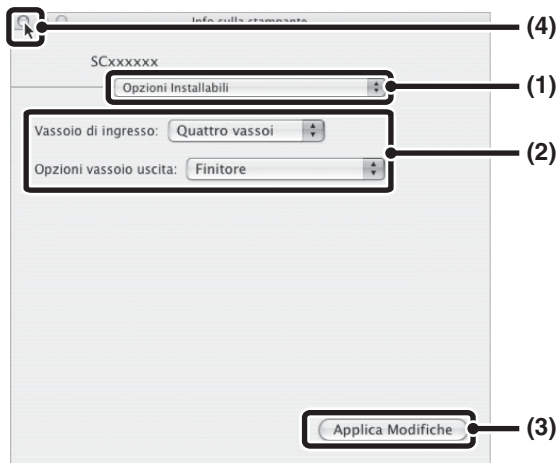 Info sulla stampante
(4)
SCxxxxxx
Opzioni Installabili
(1)
Vassoio di ingresso: Quattro vassoi
(2)
Opzioni vassoio uscita: Finitore
Applica Modifiche
(3)